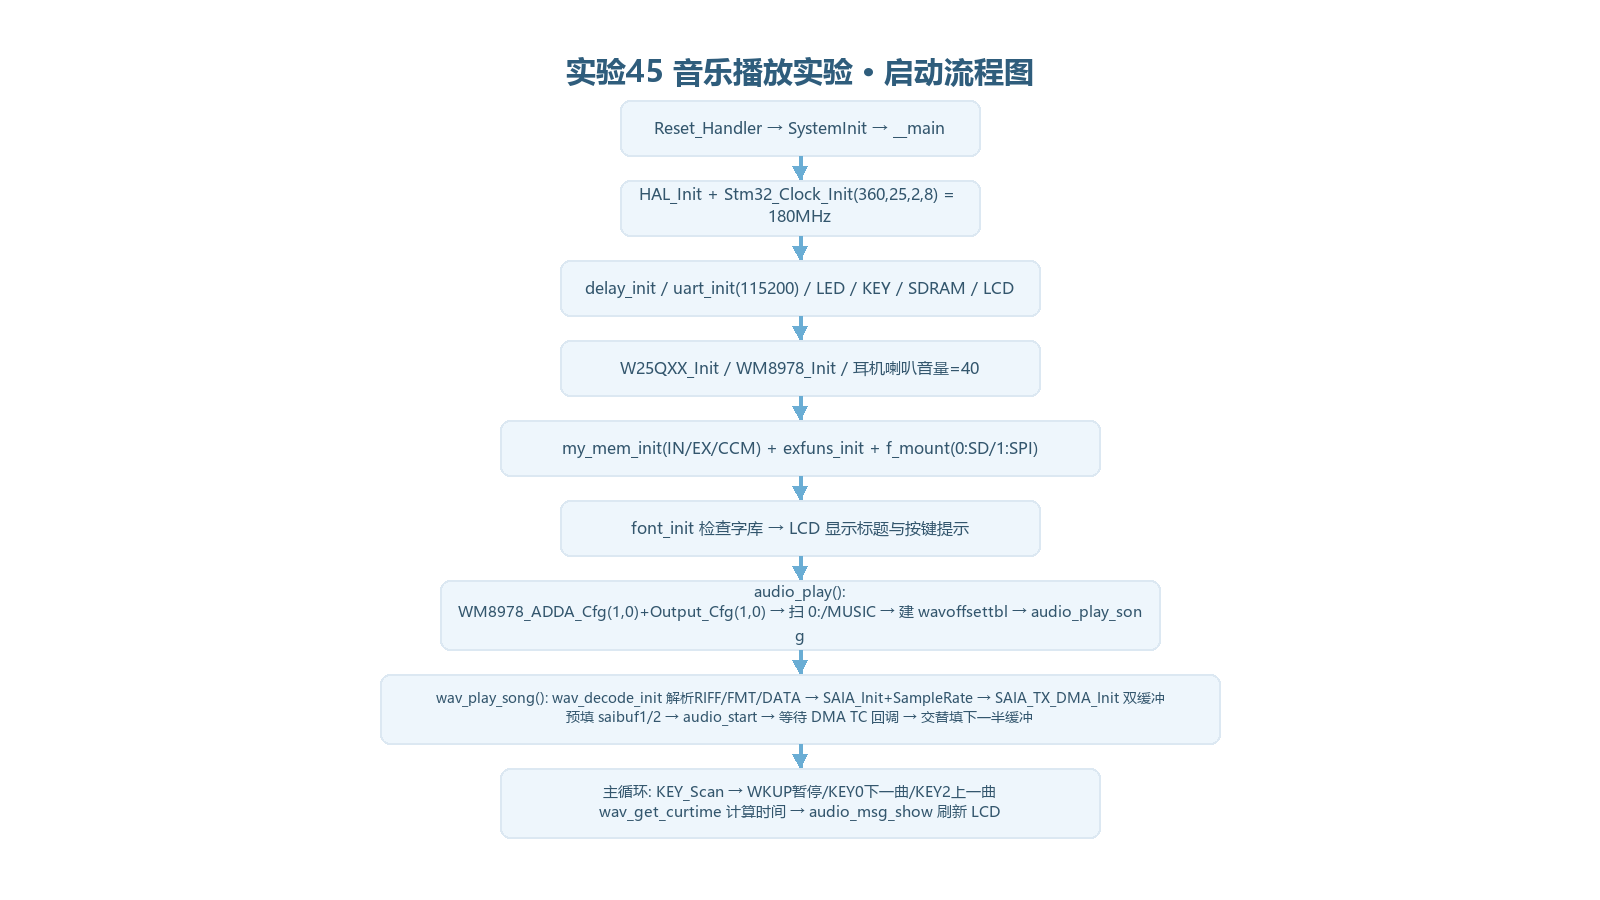 实验45 音乐播放实验 • 启动流程图
Reset_Handler → SystemInit → __main
HAL_Init + Stm32_Clock_Init(360,25,2,8) =
180MHz
delay_init / uart_init(115200) / LED / KEY / SDRAM / LCD
W25QXX_Init / WM8978_Init / 耳机喇叭音量=40
my_mem_init(IN/EX/CCM) + exfuns_init + f_mount(0:SD/1:SPI)
font_init 检查字库 → LCD 显示标题与按键提示
audio_play():
WM8978_ADDA_Cfg(1,0)+Output_Cfg(1,0) → 扫 0:/MUSIC → 建 wavoffsettbl → audio_play_son
g
wav_play_song(): wav_decode_init 解析RIFF/FMT/DATA → SAIA_Init+SampleRate → SAIA_TX_DMA_Init 双缓冲
预填 saibuf1/2 → audio_start → 等待 DMA TC 回调 → 交替填下一半缓冲
主循环: KEY_Scan → WKUP暂停/KEY0下一曲/KEY2上一曲
wav_get_curtime 计算时间 → audio_msg_show 刷新 LCD